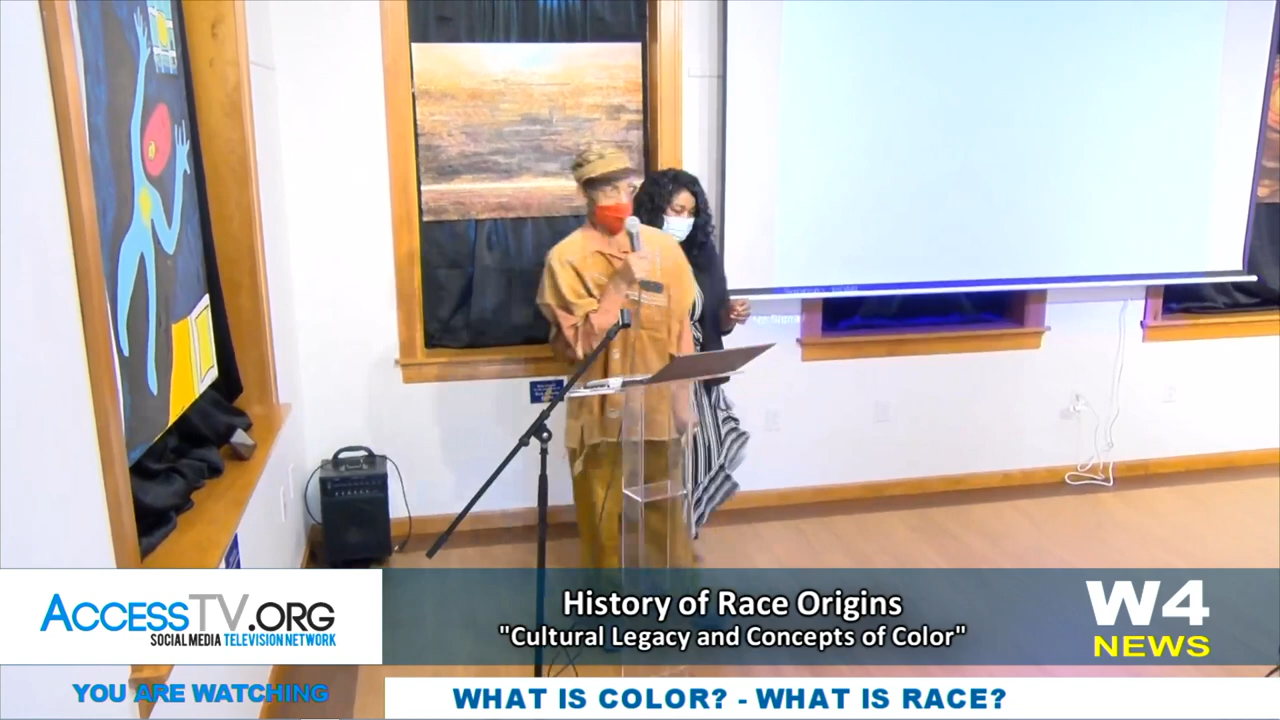 ACCESSTV.ORG
SOCIAL MEDIA TELEVISION NETWORK
History of Race Origins
"Cultural Legacy and Concepts of Color"
W4
NEWS
YOU ARE WATCHING
WHAT IS COLOR? - WHAT IS RACE?